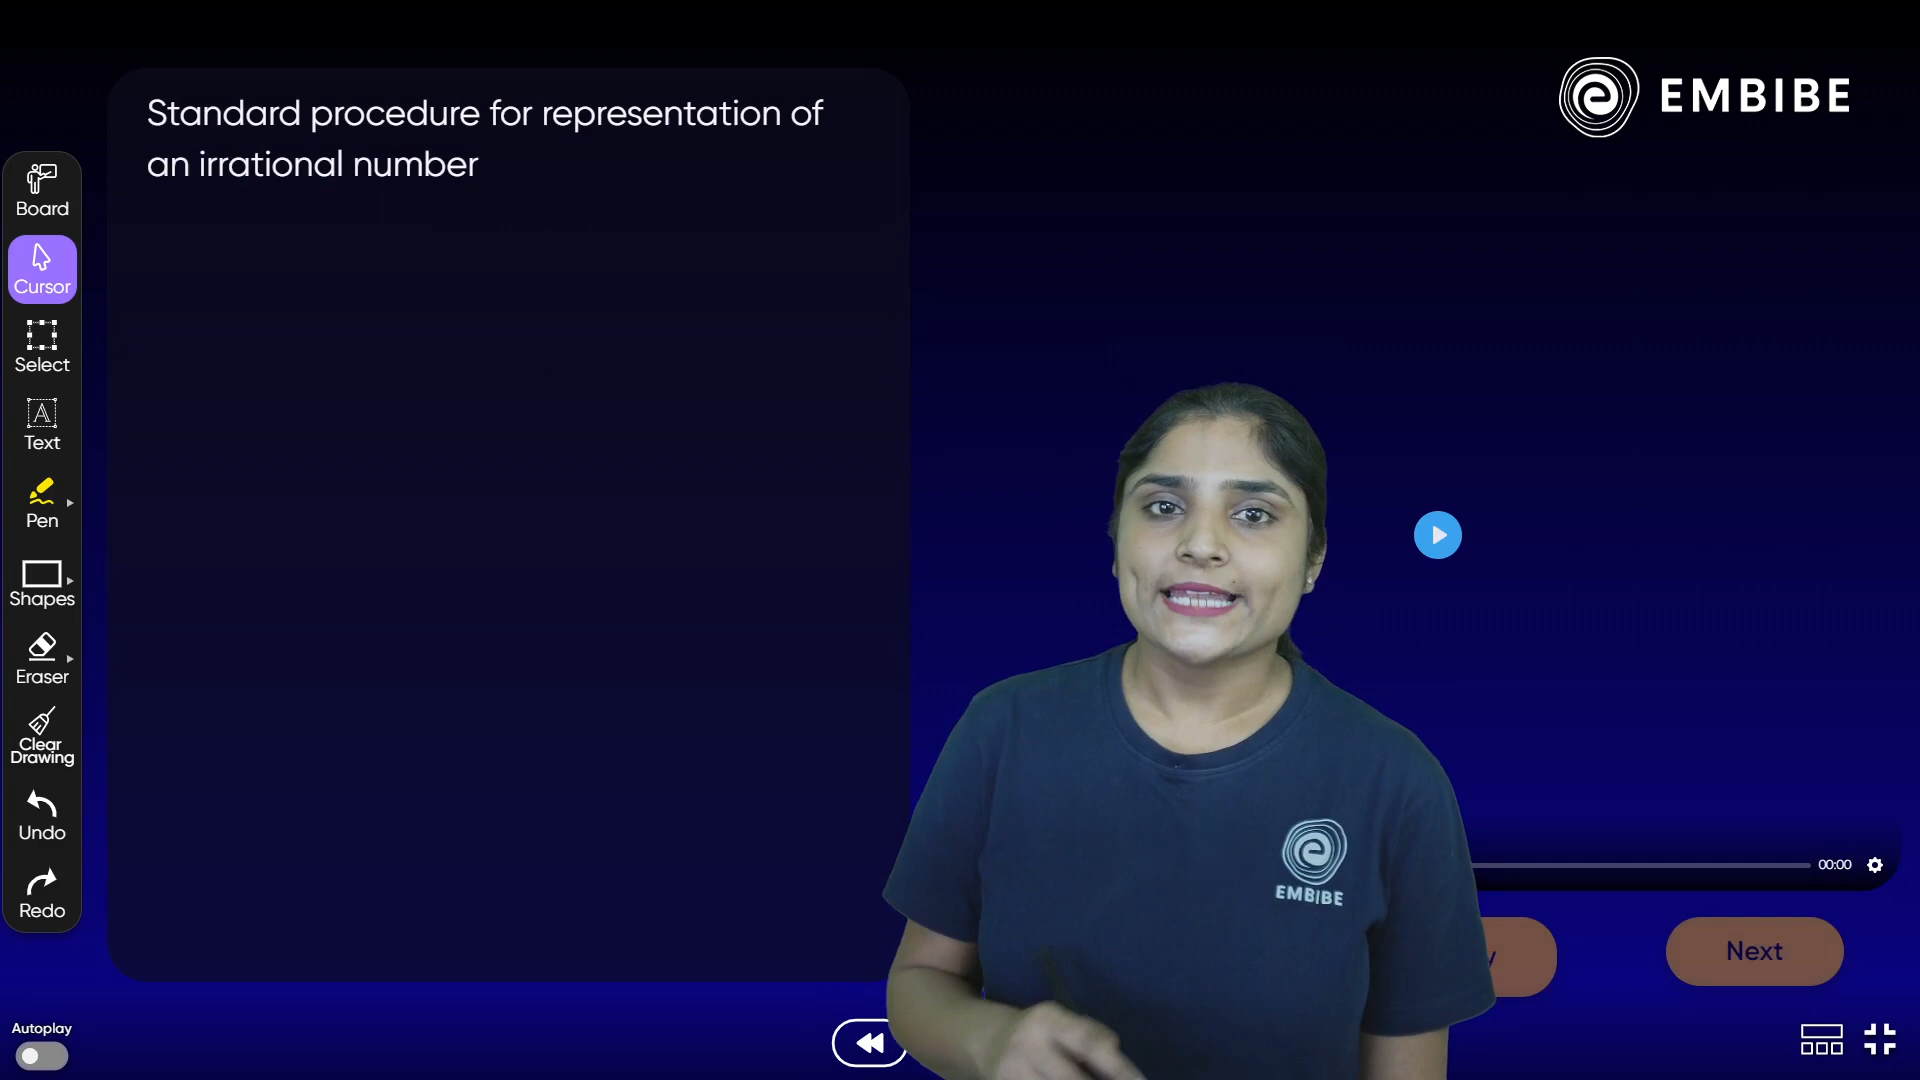 Standard procedure for representation of
an irrational number
EMBIBE
Board
Cursor
Select
Text
Pen
Shapes
Eraser
Clear
Drawing
Undo
Redo
Autoplay
EMBIBE
00:00
Next